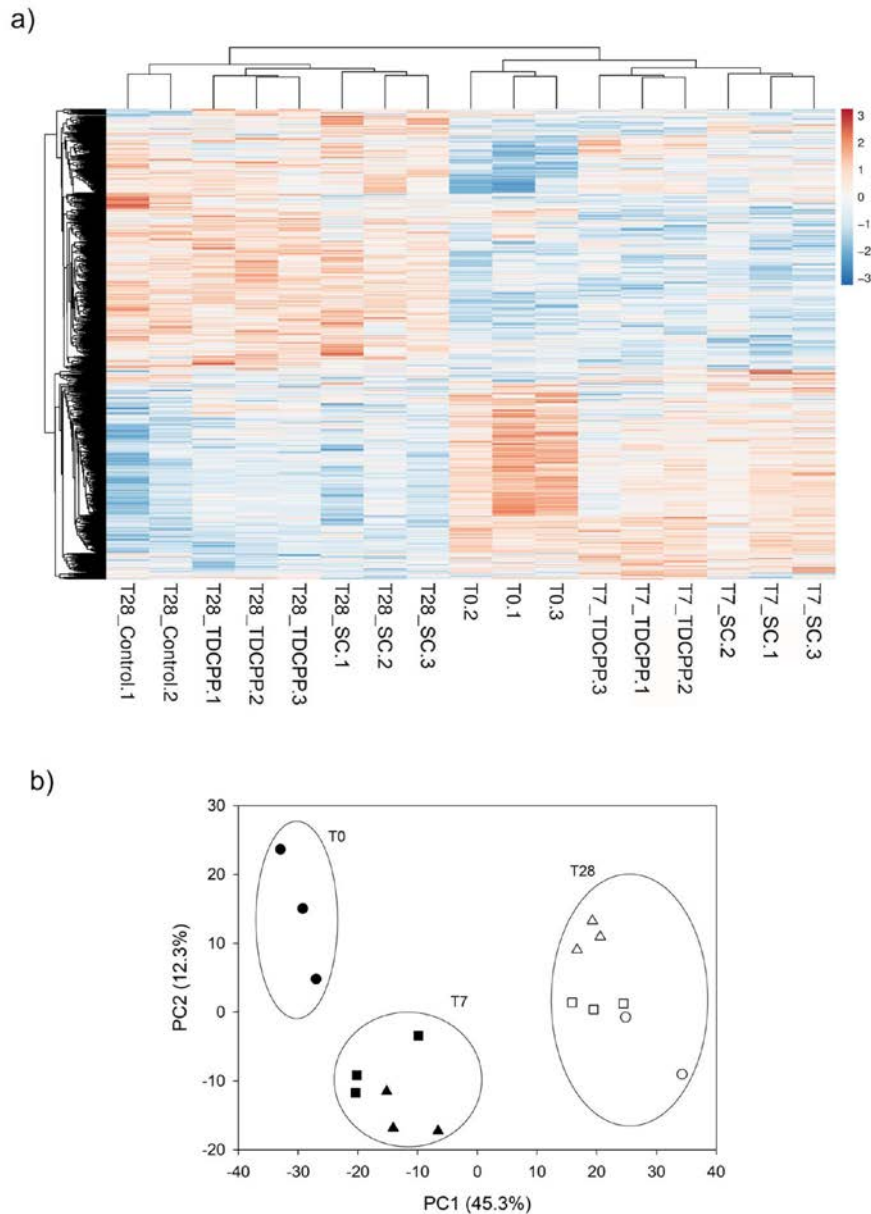 a)
3
2
1
0
−1
−2
−3
T28_Control.1
T28_Control.2
T28_TDCPP.1
T28_TDCPP.2
T28_TDCPP.3
T28_SC.1
T28_SC.2
T28_SC.3
T0.2
T0.1
T0.3
T7_TDCPP.3
T7_TDCPP.1
T7_TDCPP.2
T7_SC.2
T7_SC.1
T7_SC.3
b)
30
20
10
0
-10
-20
PC2 (12.3%)
T0
T7
T28
-40
-30
-20
-10
0
10
20
30
40
PC1 (45.3%)